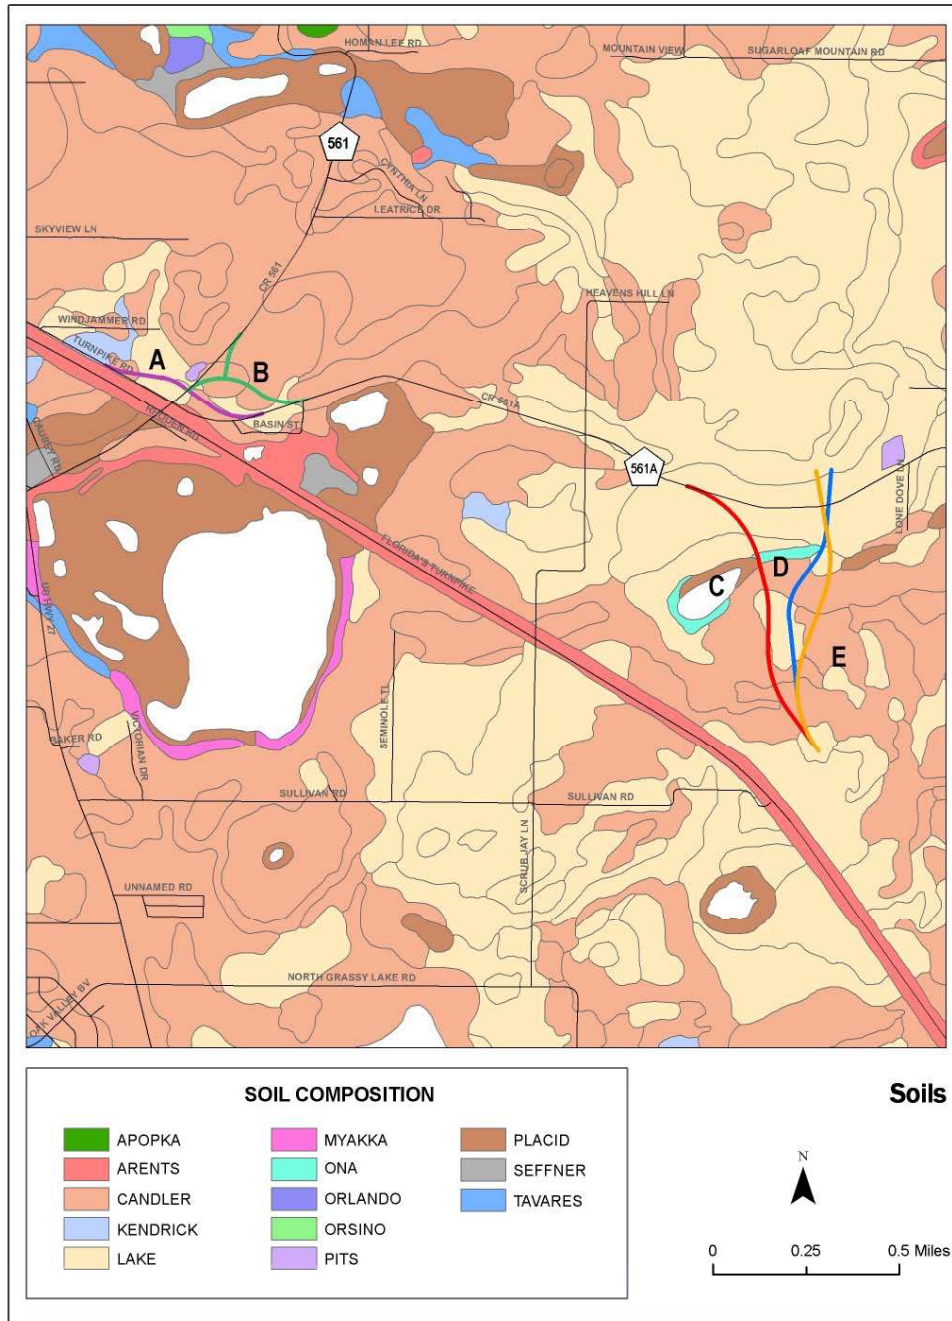 HOMAN LEE RD
MOUNTAIN VIEW
SUGARLOAF MOUNTAIN RD
561
CYNTHIA LN
LEATRICE DR
SKYVIEW LN
CR 561
HEAVENS HILL LN
WINDJAMMER RD
TURNPIKE RD
A
B
CR 561A
BASIN ST
RHODEN RD
CAUSEY RD
561A
LONE DOVE LN
FLORIDA'S TURNPIKE
D
C
US HWY 27
E
SEMINOLE TL
BAKER RD
VICTORIAN DR
SULLIVAN RD
SULLIVAN RD
SCRUB JAY LN
UNNAMED RD
NORTH GRASSY LAKE RD
OAK VALLEY BV
SOIL COMPOSITION
APOPKA
ARENTS
CANDLER
KENDRICK
LAKE
MYAKKA
ONA
ORLANDO
ORSINO
PITS
PLACID
SEFFNER
TAVARES
Soils
N
0 0.25 0.5 Miles